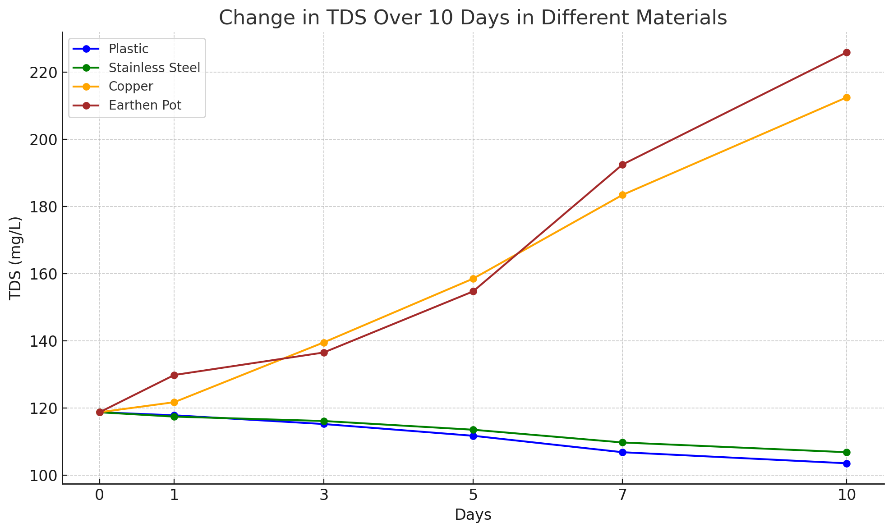 Change in TDS Over 10 Days in Different Materials
Plastic
Stainless Steel
Copper
Earthen Pot
TDS (mg/L)
220
200
180
160
140
120
100
0 1 3 5 7 10
Days